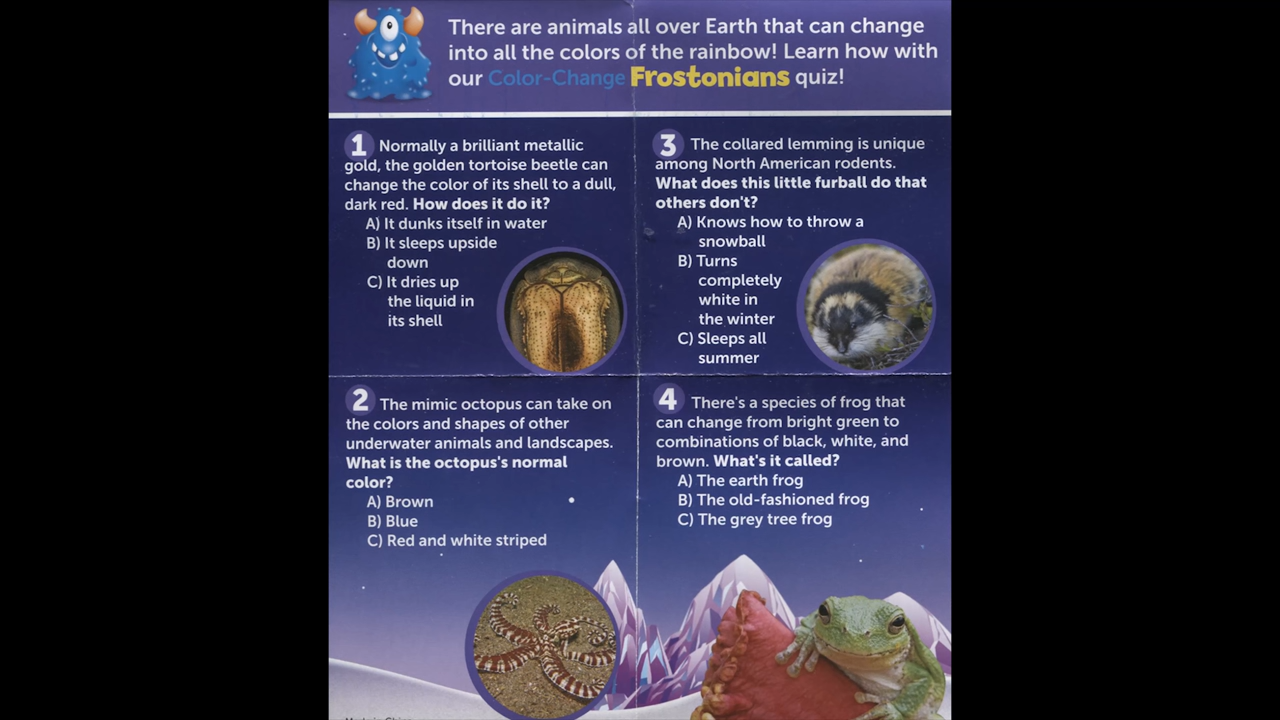 There are animals all over Earth that can change
into all the colors of the rainbow! Learn how with
our Color-Change Frostonians quiz!
1 Normally a brilliant metallic
gold, the golden tortoise beetle can
change the color of its shell to a dull,
dark red. How does it do it?
A) It dunks itself in water
B) It sleeps upside
down
C) It dries up
the liquid in
its shell
2 The mimic octopus can take on
the colors and shapes of other
underwater animals and landscapes.
What is the octopus's normal
color?
A) Brown
B) Blue
C) Red and white striped
3 The collared lemming is unique
among North American rodents.
What does this little furball do that
others don't?
A) Knows how to throw a
snowball
B) Turns
completely
white in
the winter
C) Sleeps all
summer
4 There's a species of frog that
can change from bright green to
combinations of black, white, and
brown. What's it called?
A) The earth frog
B) The old-fashioned frog
C) The grey tree frog